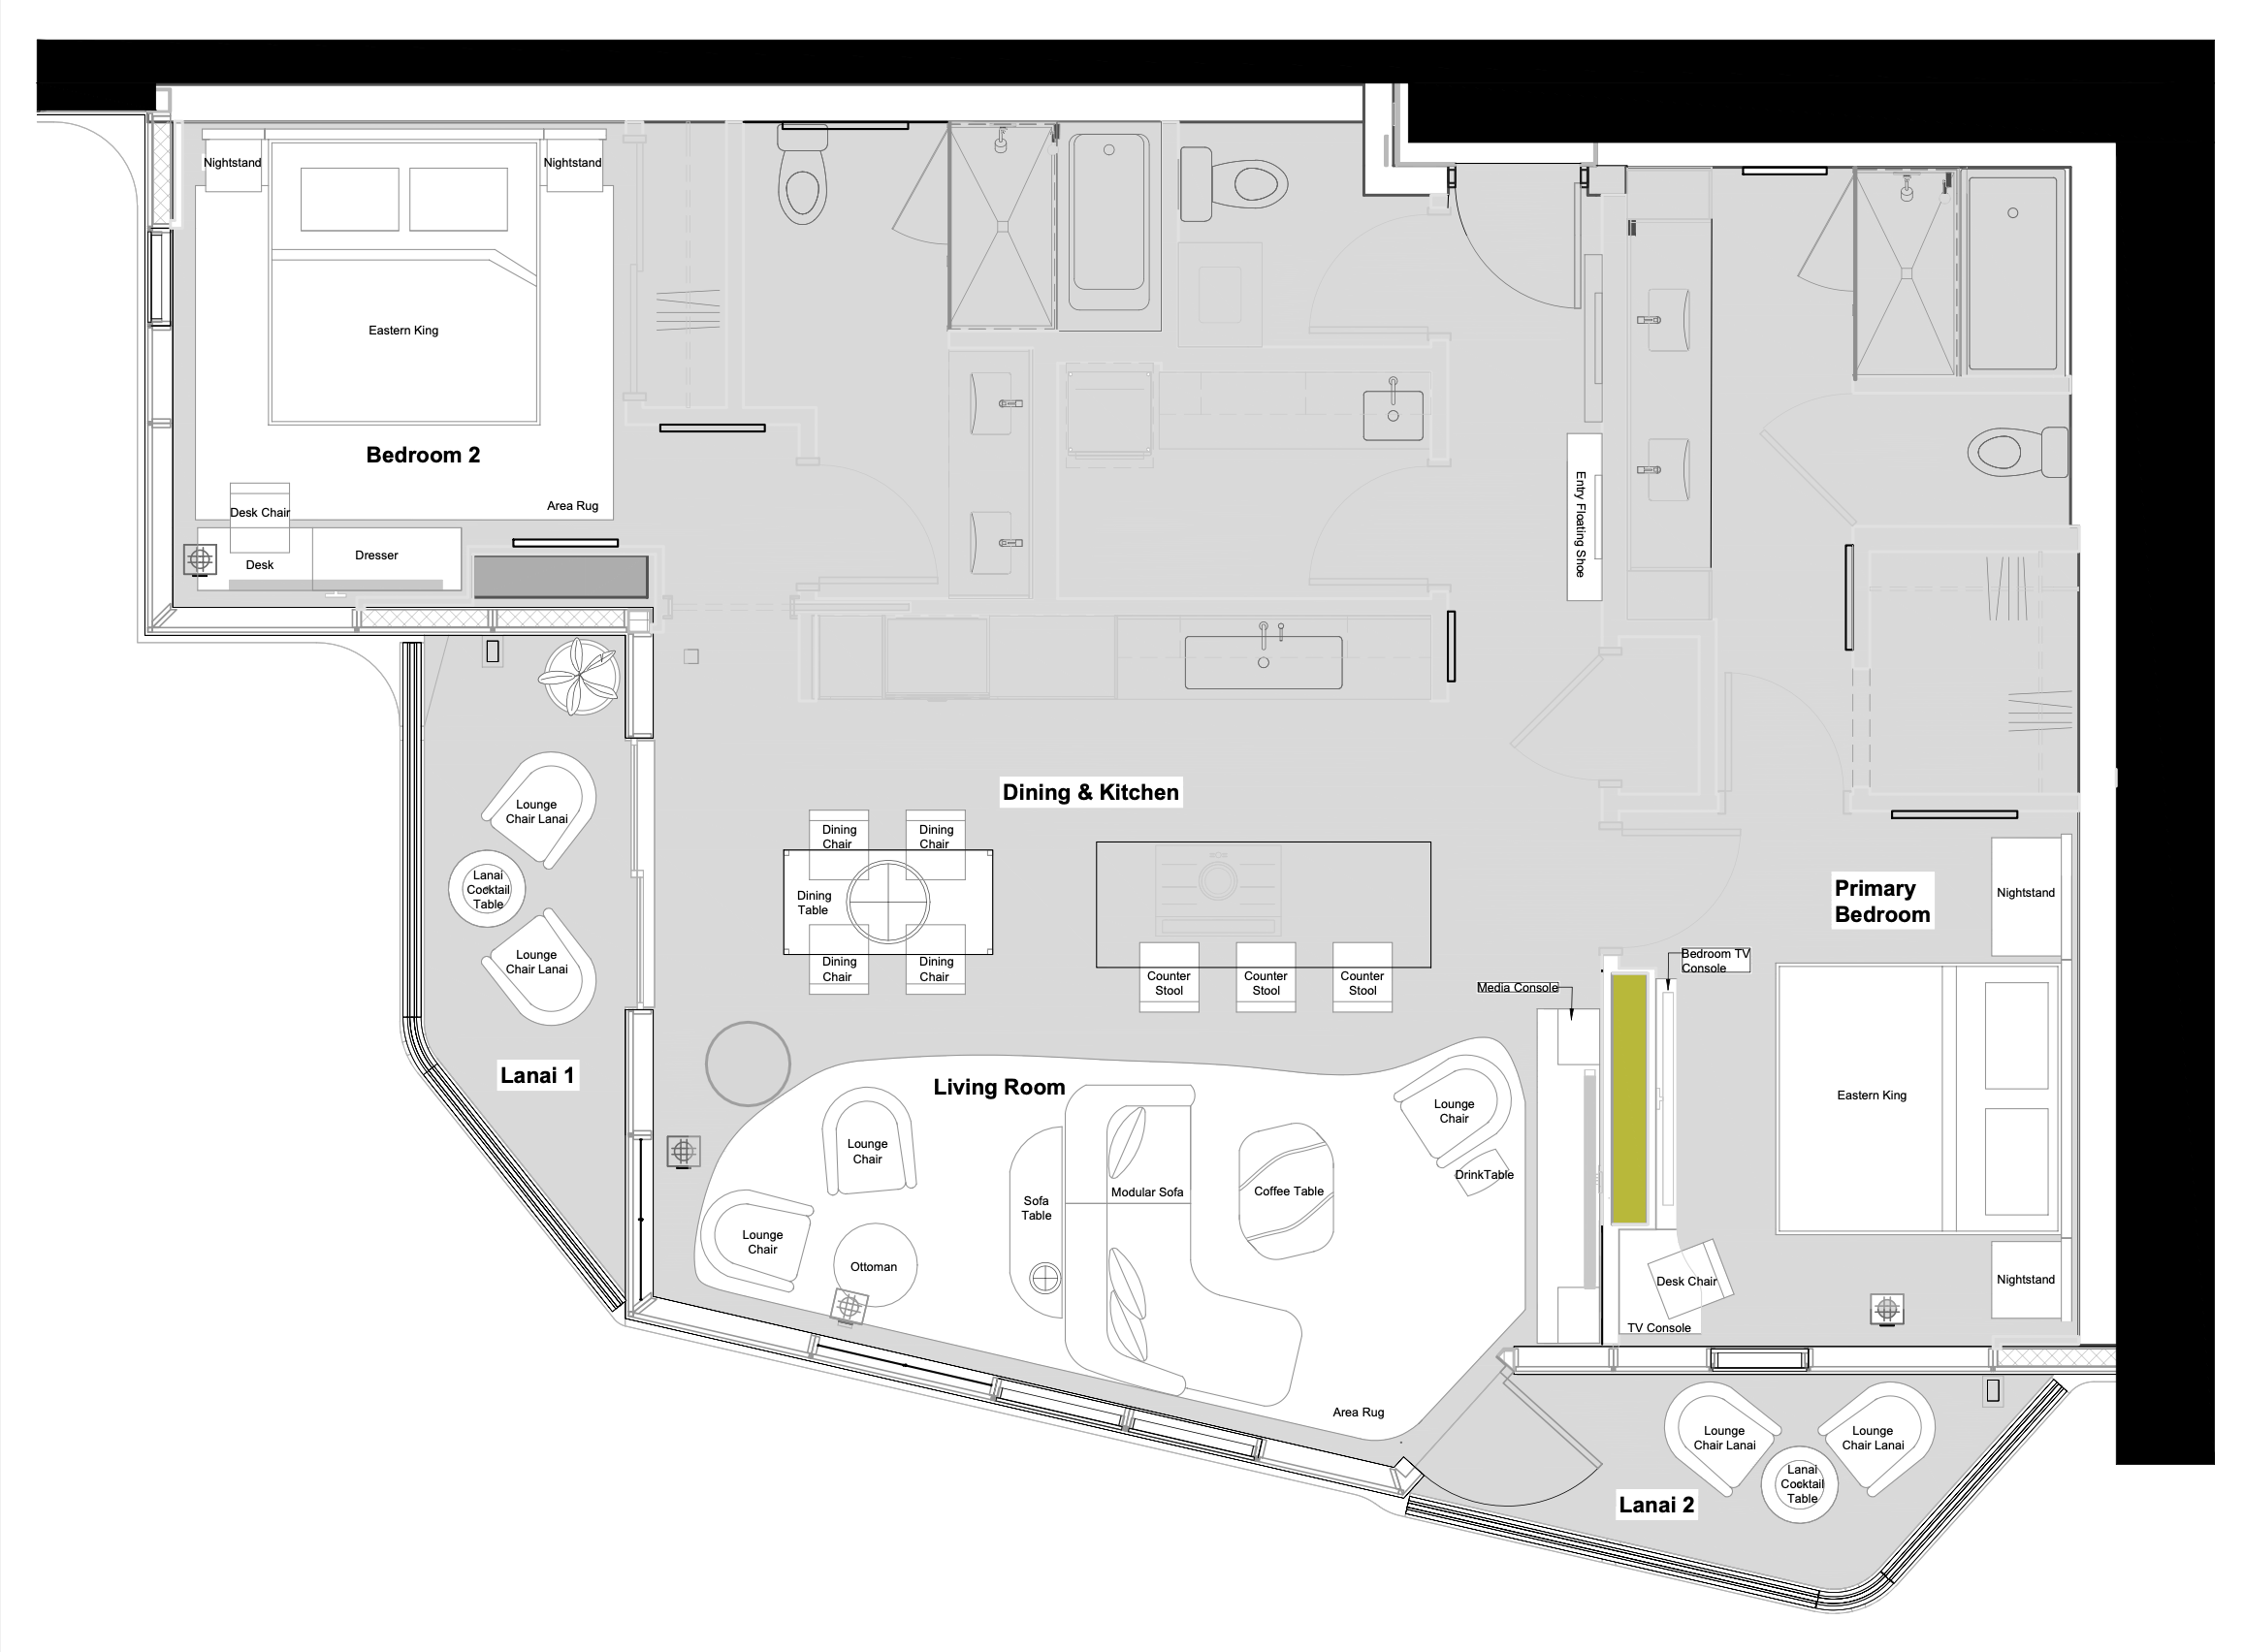 Nightstand
Nightstand
Eastern King
Bedroom 2
Area Rug
Desk Chair
Desk
Dresser
Entry Floating Shoe
Dining & Kitchen
Lounge
Chair Lanai
Lanai
Cocktail
Table
Lounge
Chair Lanai
Lanai 1
Dining
Chair
Dining
Chair
Dining
Table
Dining
Chair
Dining
Chair
Counter
Stool
Counter
Stool
Counter
Stool
Primary
Bedroom
Nightstand
Bedroom TV
Console
Media Console
Eastern King
Nightstand
Desk Chair
TV Console
Living Room
Lounge
Chair
Lounge
Chair
Ottoman
Sofa
Table
Modular Sofa
Coffee Table
Lounge
Chair
DrinkTable
Area Rug
Lounge
Chair Lanai
Lounge
Chair Lanai
Lanai
Cocktail
Table
Lanai 2